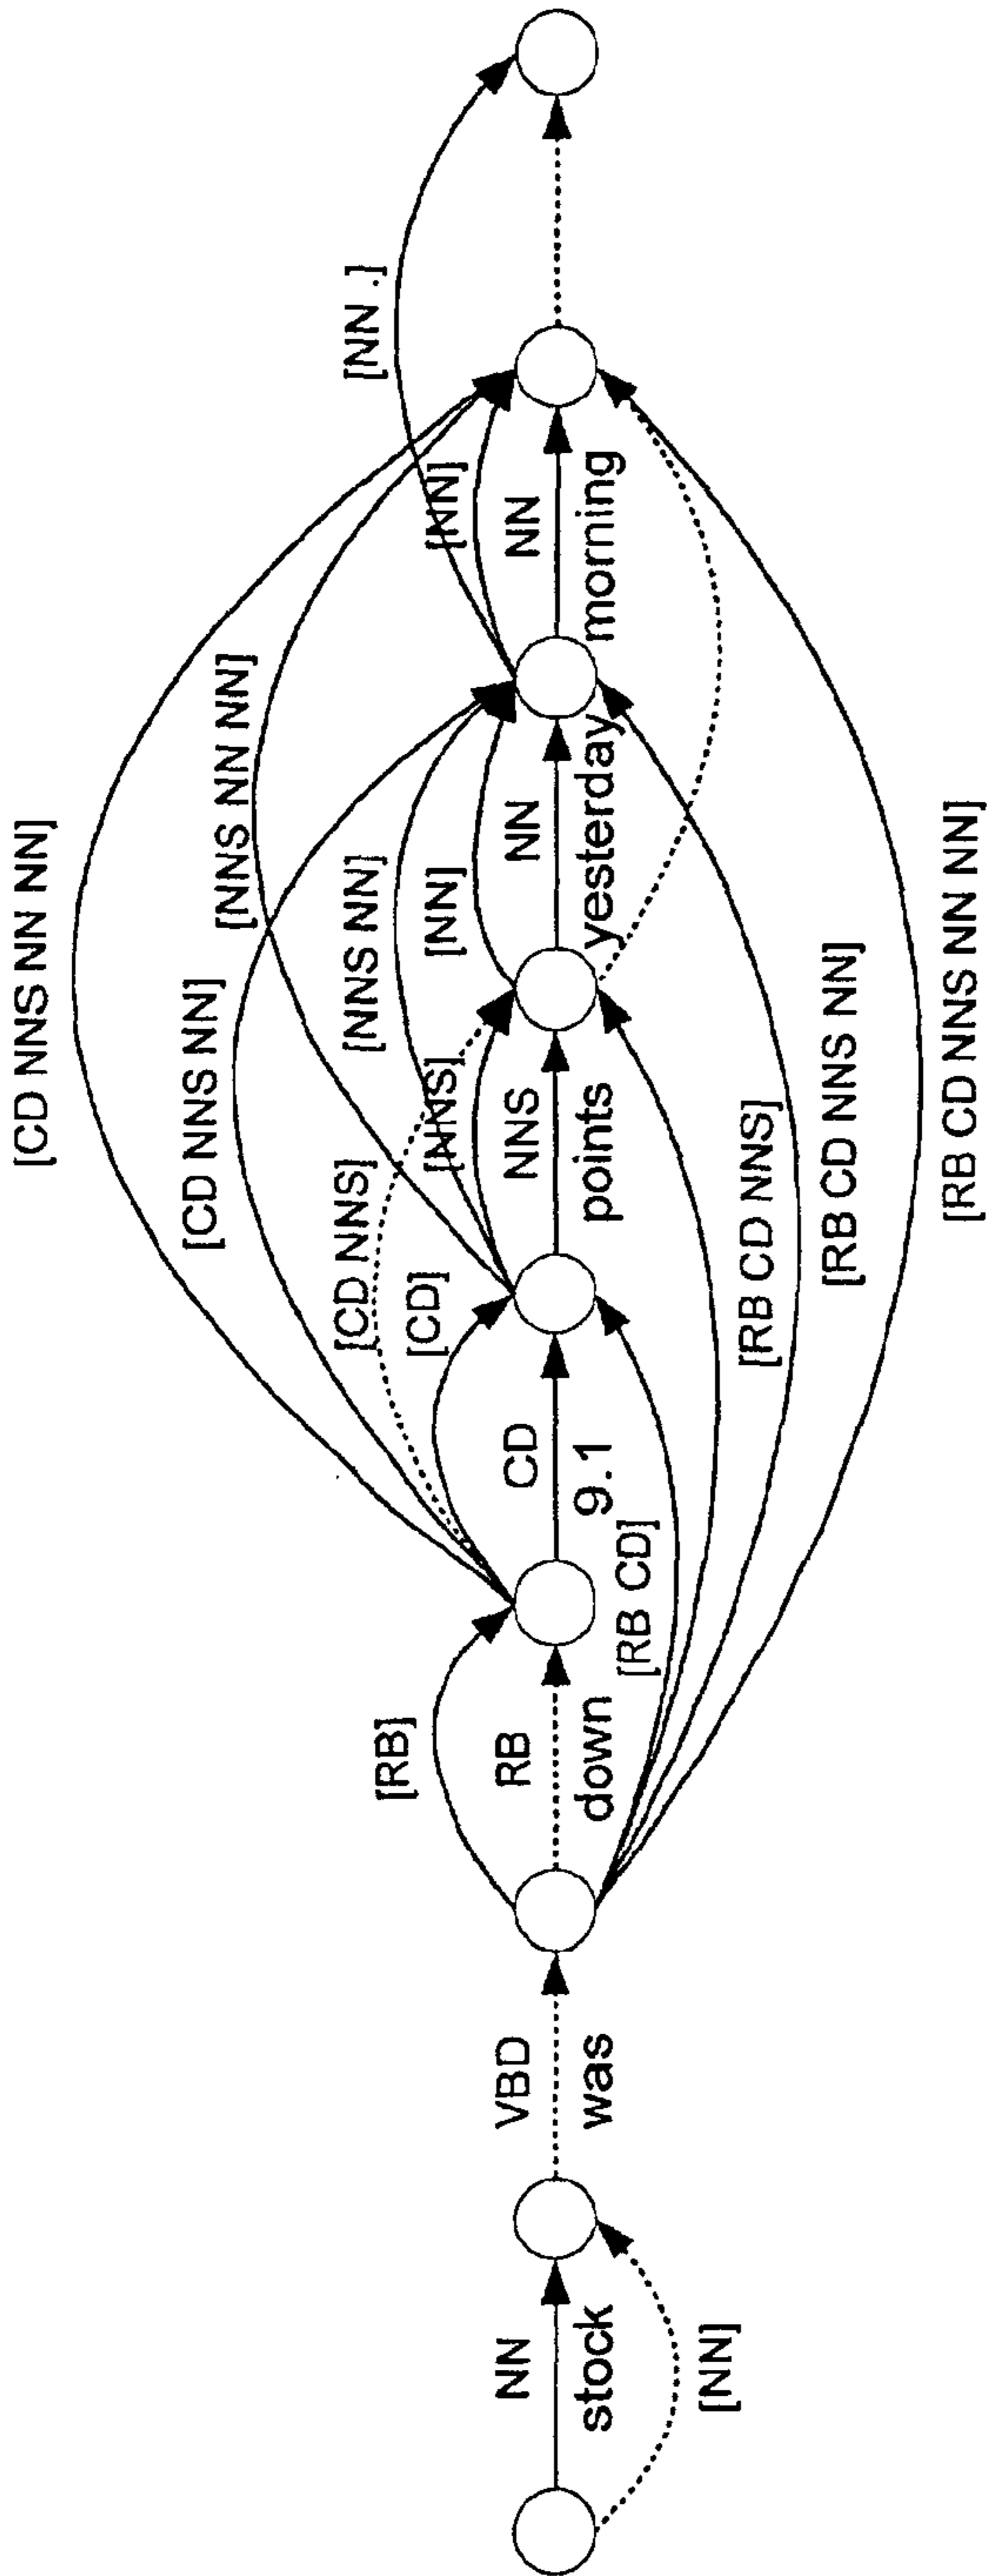 [CD NNS NN NN]
[NNS NN NN]
[CD NNS NN]
[NN .]
[NNS NN]
[CD NNS]
[RB]
[CD]
[NNS]
[NN]
[NN]
NN
VBD
RB
CD
NNS
NN
NN
stock
was
down
9.1
points
yesterday
morning
[NN]
[RB CD]
[RB CD NNS]
[RB CD NNS NN]
[RB CD NNS NN NN]